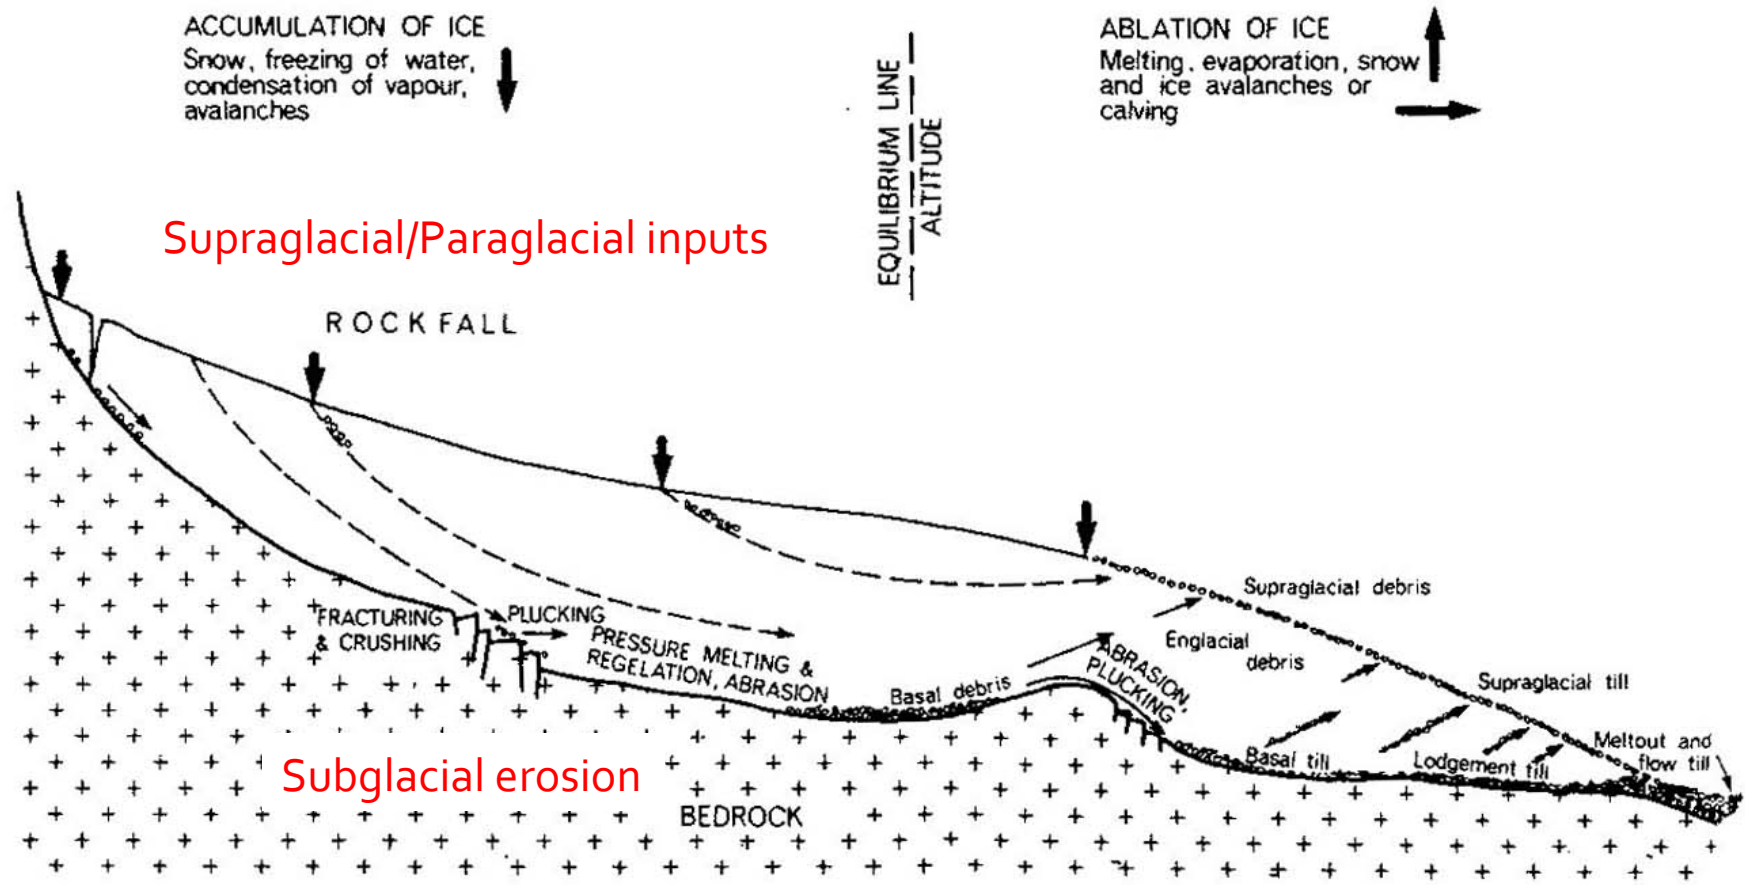 ACCUMULATION OF ICE
Snow, freezing of water,
condensation of vapour,
avalanches
EQUILIBRIUM LINE
ALTITUDE
ABLATION OF ICE
Melting, evaporation, snow
and ice avalanches or
calving
Supraglacial/Paraglacial inputs
ROCKFALL
FRACTURING
& CRUSHING
PLUCKING
PRESSURE MELTING &
REGELATION, ABRASION
Basal debris
ABRASION,
PLUCKING
Supraglacial debris
Englacial
debris
Supraglacial till
Basal till
Lodgement till
Meltout and
flow till
Subglacial erosion
BEDROCK